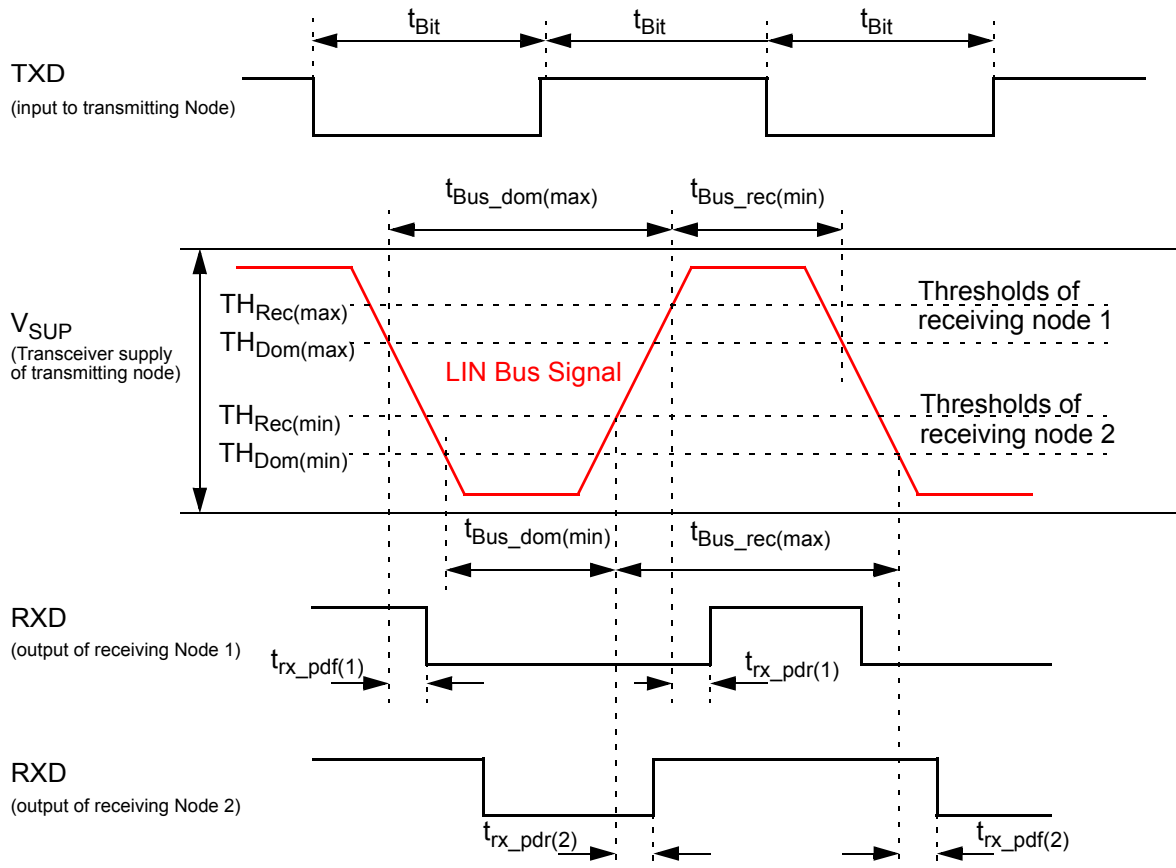 tBit tBit tBit
TXD
(input to transmitting Node)
tBus_dom(max) tBus_rec(min)
VSUP
(Transceiver supply
of transmitting node)
THRec(max)
THDom(max)
THRec(min)
THDom(min)
LIN Bus Signal
Thresholds of
receiving node 1
Thresholds of
receiving node 2
tBus_dom(min) tBus_rec(max)
RXD
(output of receiving Node 1)
trx_pdf(1) trx_pdr(1)
RXD
(output of receiving Node 2)
trx_pdr(2) trx_pdf(2)